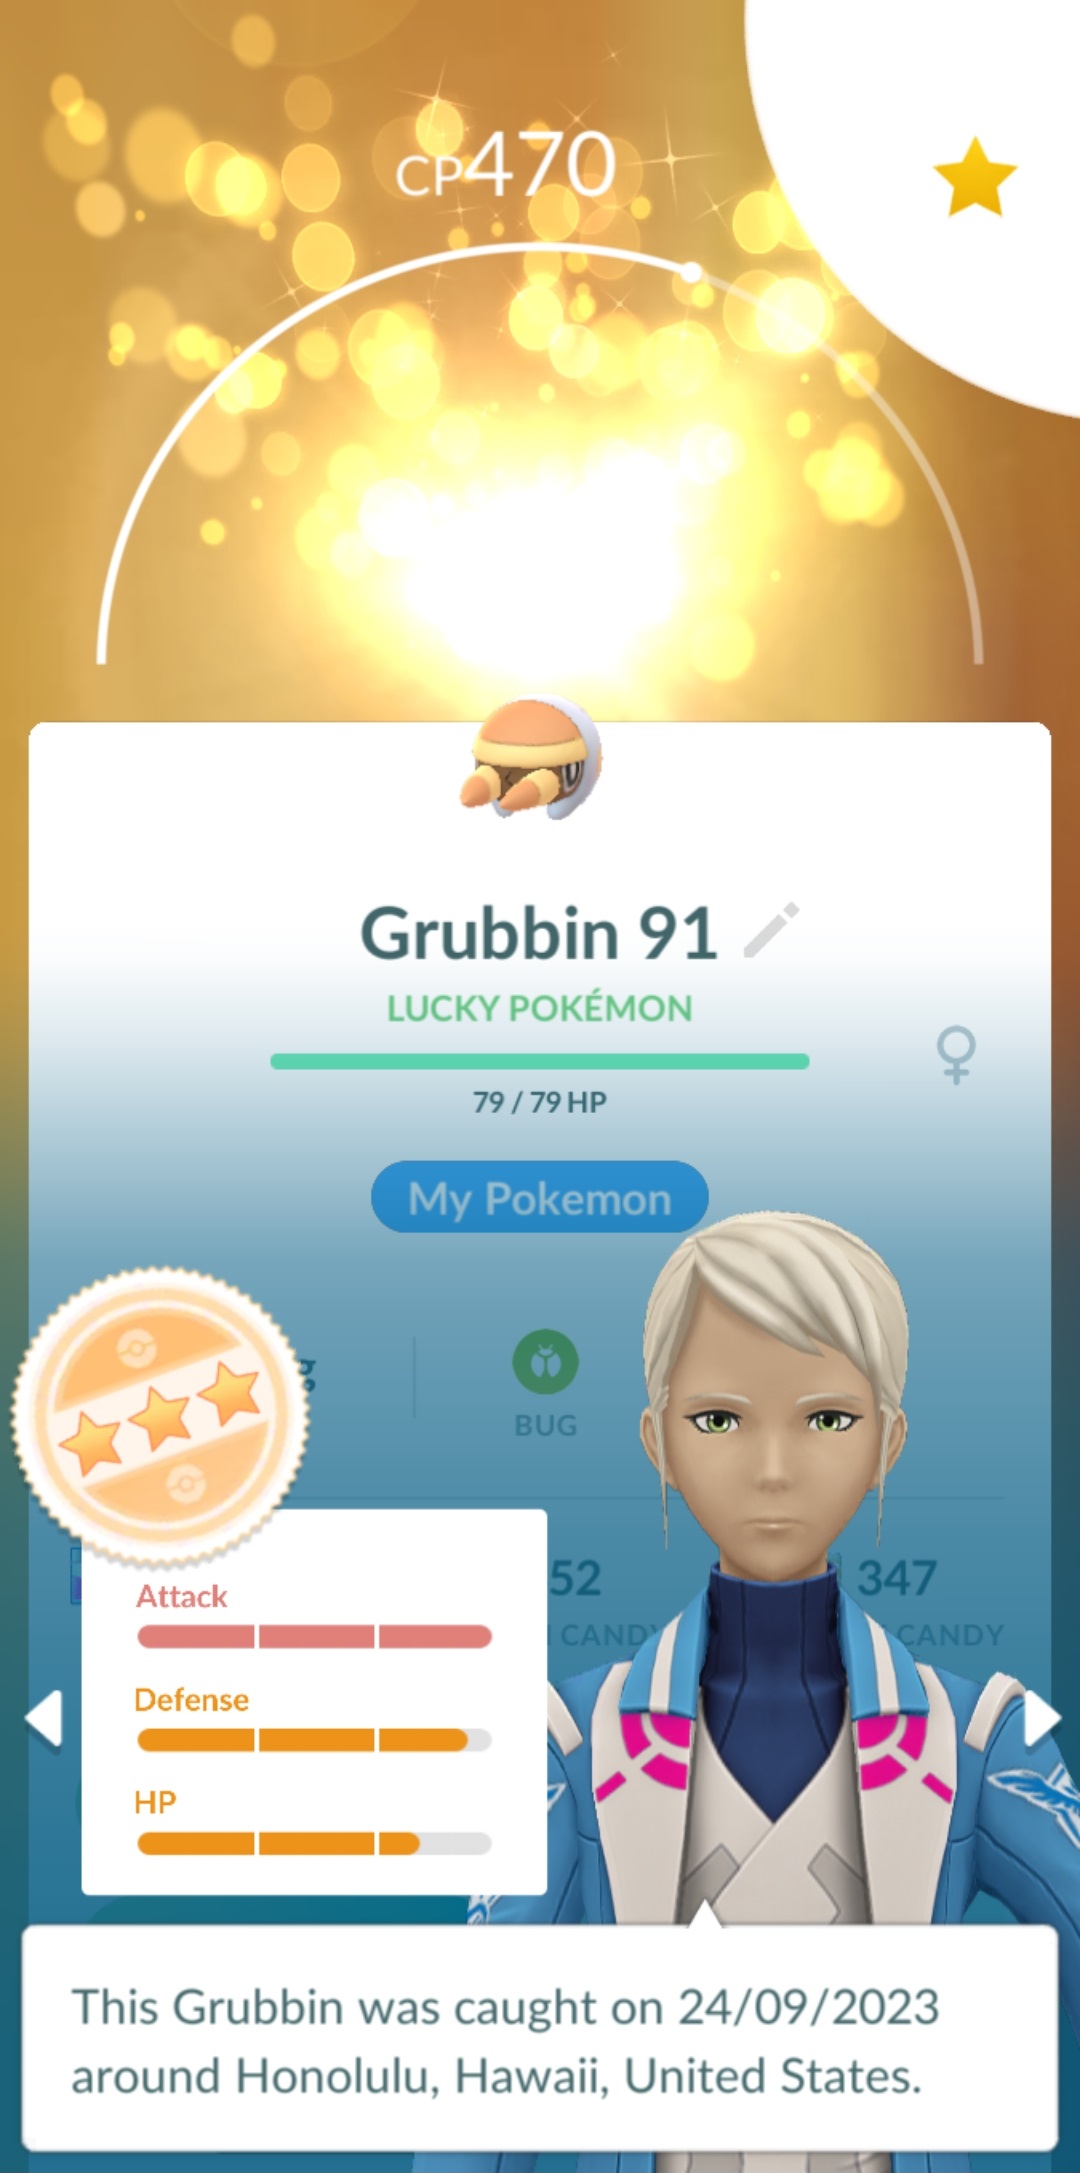 CP470
Grubbin 91
LUCKY POKÉMON
79 / 79 HP
My Pokemon
BUG
52
347
CANDY
CANDY
Attack
Defense
HP
This Grubbin was caught on 24/09/2023
around Honolulu, Hawaii, United States.